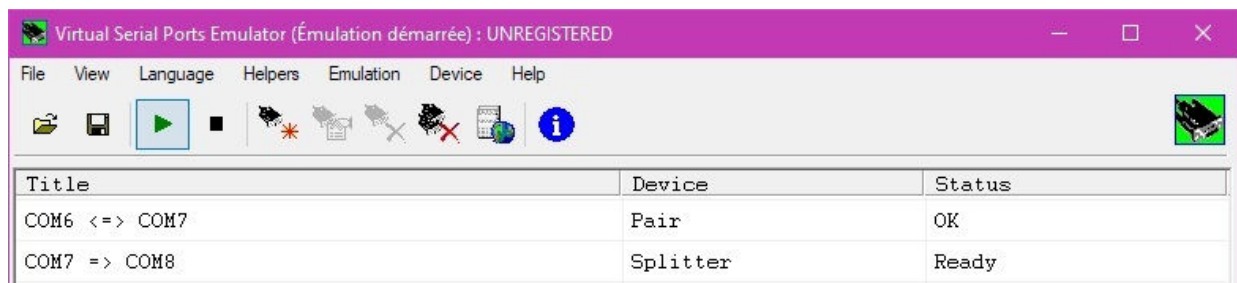 Virtual Serial Ports Emulator (Émulation démarrée) : UNREGISTERED
File View Language Helpers Emulation Device Help
Title Device Status
COM6 <=> COM7 Pair OK
COM7 => COM8 Splitter Ready